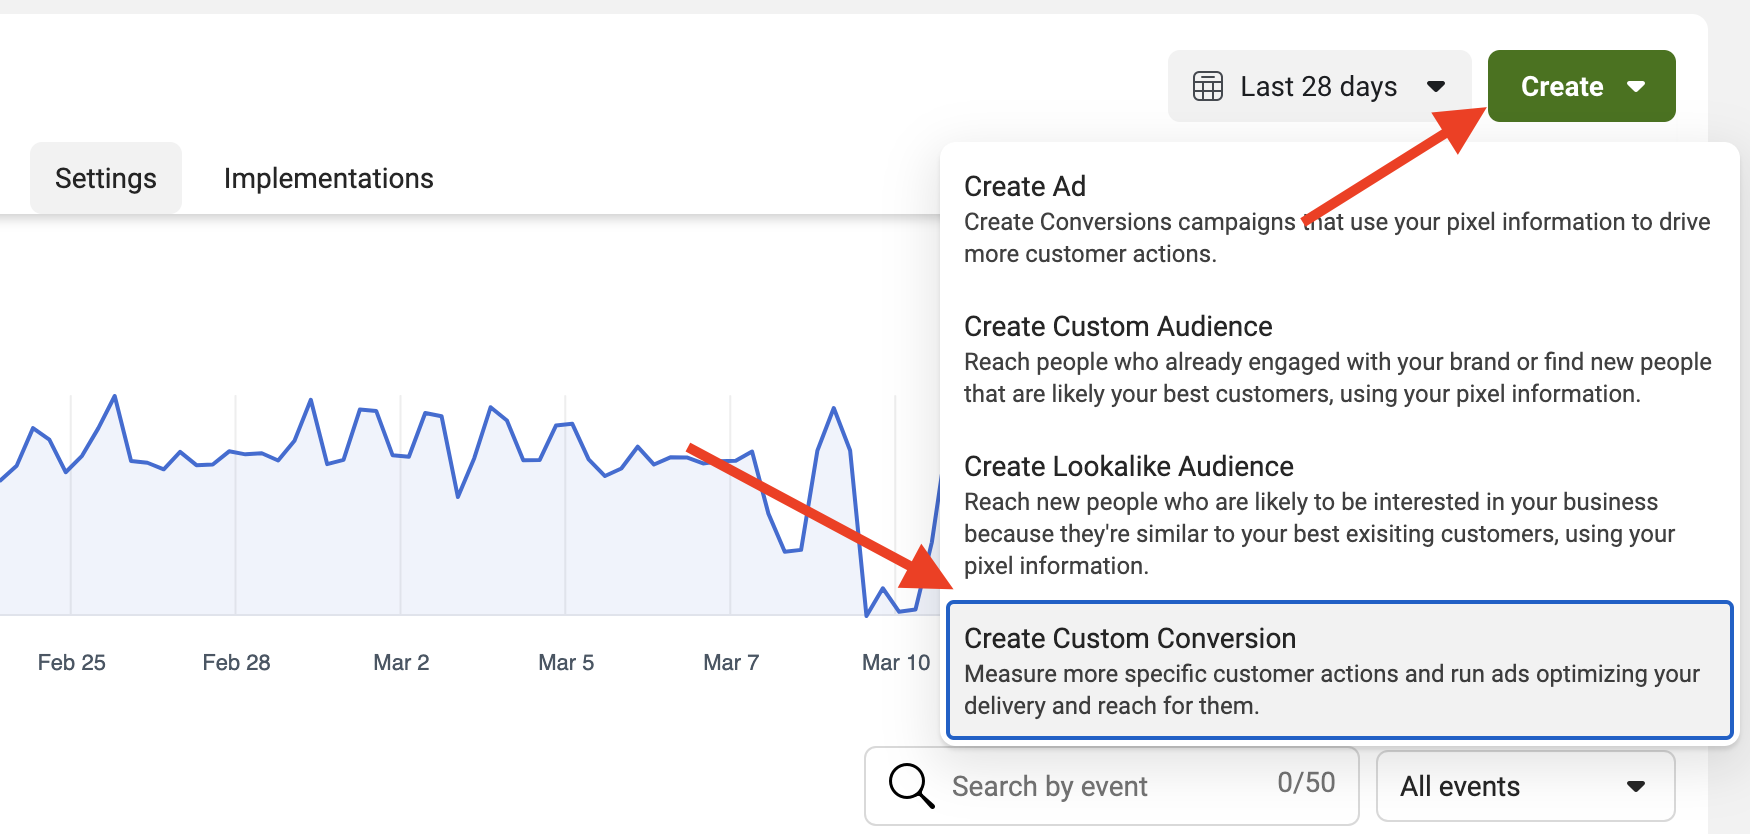 Last 28 days
Create
Settings
Implementations
Create Ad
Create Conversions campaigns that use your pixel information to drive
more customer actions.
Create Custom Audience
Reach people who already engaged with your brand or find new people
that are likely your best customers, using your pixel information.
Create Lookalike Audience
Reach new people who are likely to be interested in your business
because they're similar to your best exisiting customers, using your
pixel information.
Create Custom Conversion
Measure more specific customer actions and run ads optimizing your
delivery and reach for them.
Feb 25
Feb 28
Mar 2
Mar 5
Mar 7
Mar 10
Search by event
0/50
All events